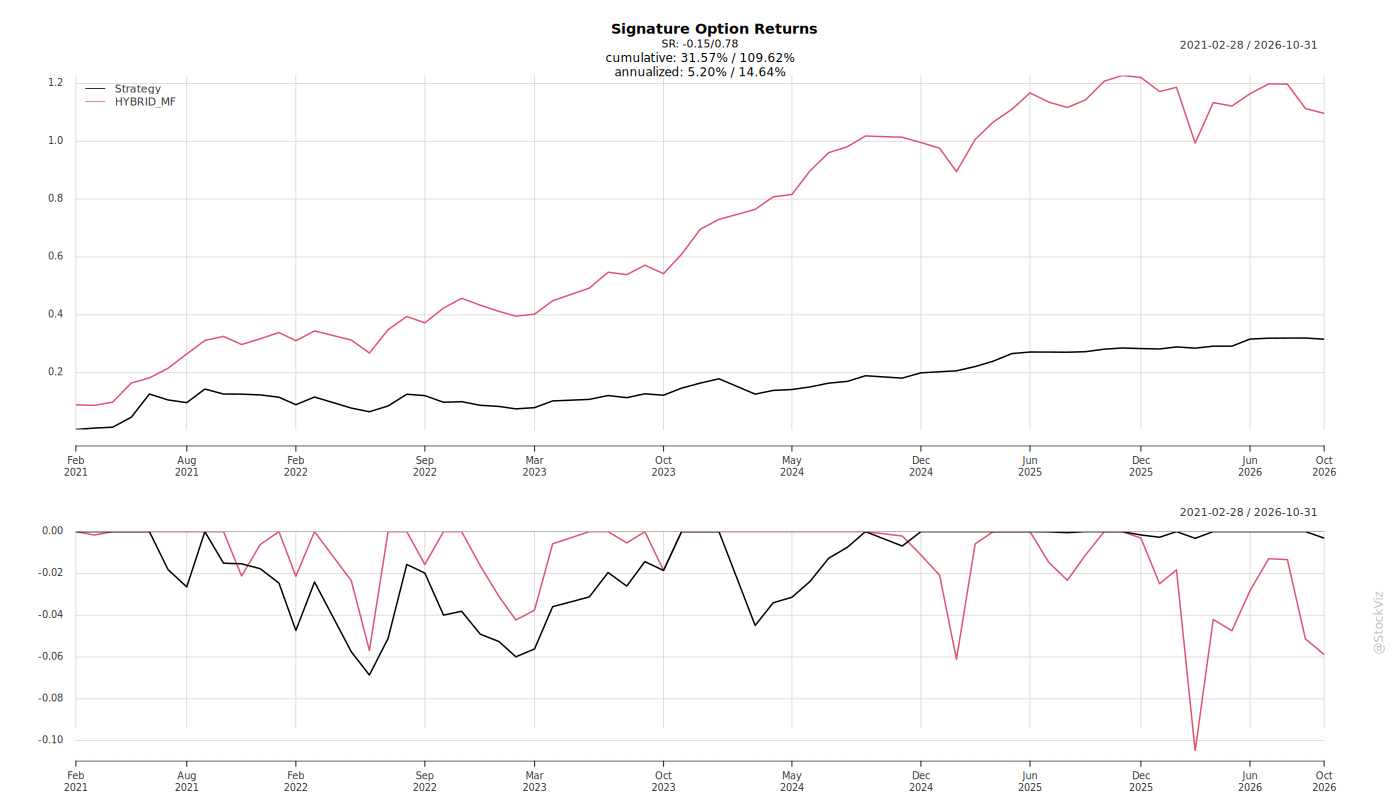 Signature Option Returns
SR: -0.15/0.78
cumulative: 31.57% / 109.62%
annualized: 5.20% / 14.64%
2021-02-28 / 2026-10-31
Strategy
HYBRID_MF
1.2
1.0
0.8
0.6
0.4
0.2
Feb Aug Feb Sep Mar Oct May Dec Jun Dec Jun Oct
2021 2021 2022 2022 2023 2023 2024 2024 2025 2025 2026 2026
2021-02-28 / 2026-10-31
0.00
-0.02
-0.04
-0.06
-0.08
-0.10
Feb Aug Feb Sep Mar Oct May Dec Jun Dec Jun Oct
2021 2021 2022 2022 2023 2023 2024 2024 2025 2025 2026 2026
@StockViz